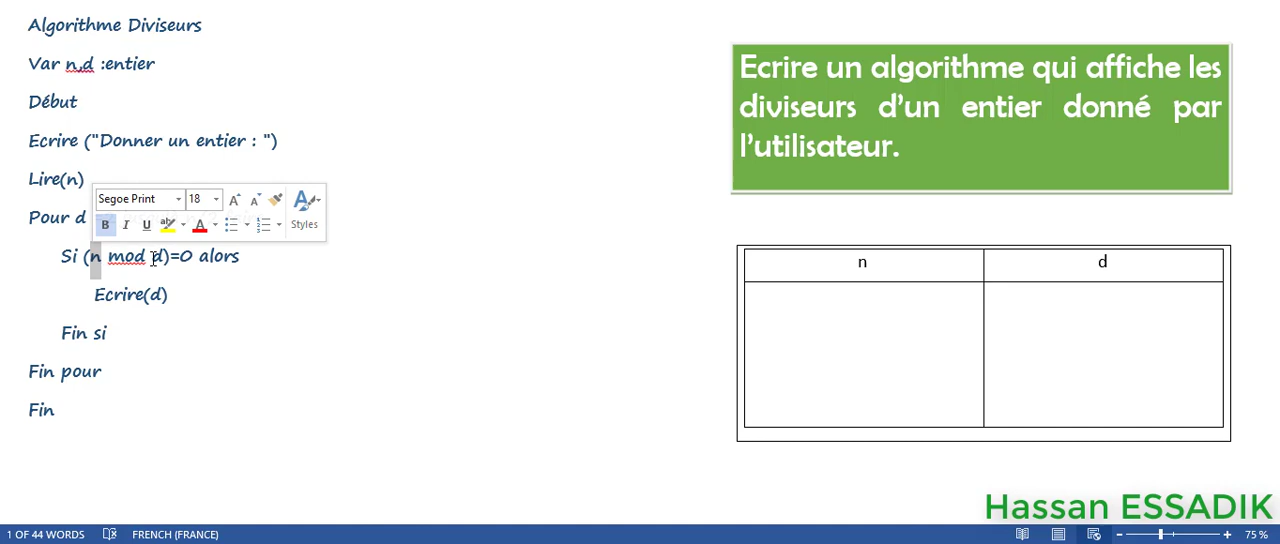 Algorithme Diviseurs
Var n,d :entier
Début
Ecrire ("Donner un entier : ")
Lire(n)
Segoe Print
18
Pour d
B I U
Styles
Si (n mod d)=0 alors
Ecrire(d)
Fin si
Fin pour
Fin
Ecrire un algorithme qui affiche les
diviseurs d’un entier donné par
l’utilisateur.
n d
Hassan ESSADIK
1 OF 44 WORDS FRENCH (FRANCE) 75 %